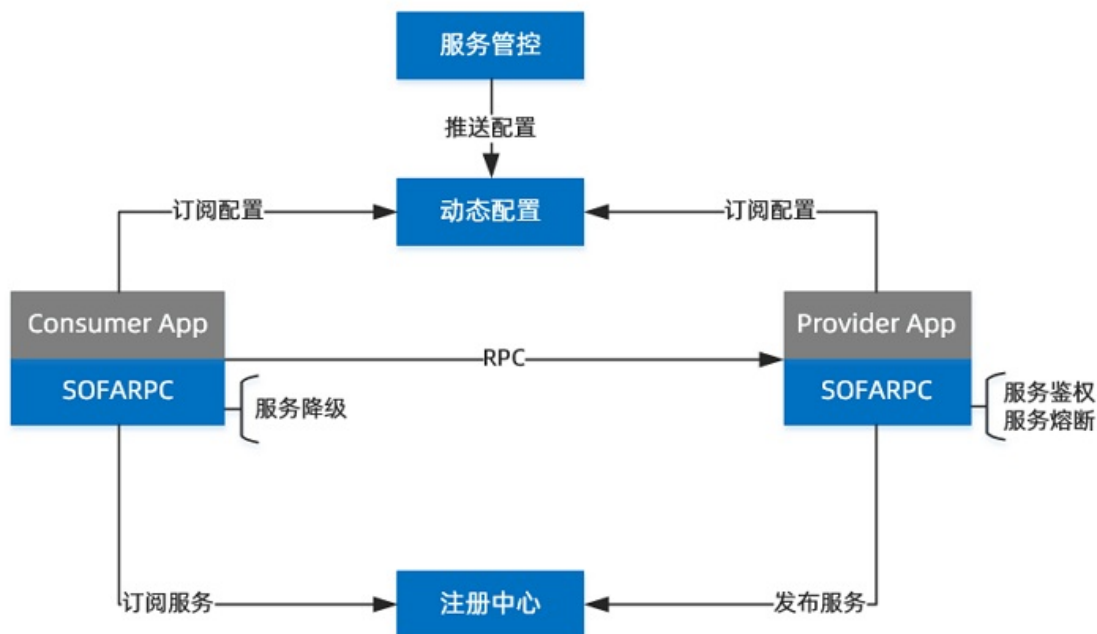 服务管控
推送配置
订阅配置
动态配置
订阅配置
Consumer App
Provider App
RPC
SOFARPC
服务降级
SOFARPC
服务鉴权
服务熔断
订阅服务
注册中心
发布服务